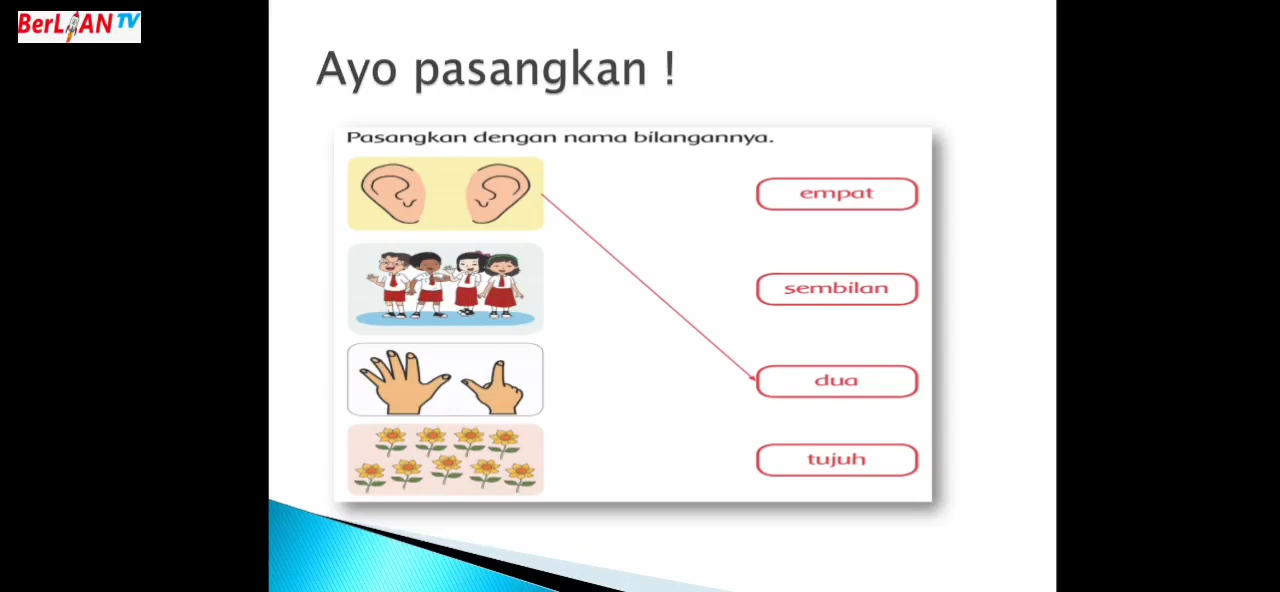 BerLIAN TV
Ayo pasangkan !
Pasangkan dengan nama bilangannya.
empat
sembilan
dua
tujuh